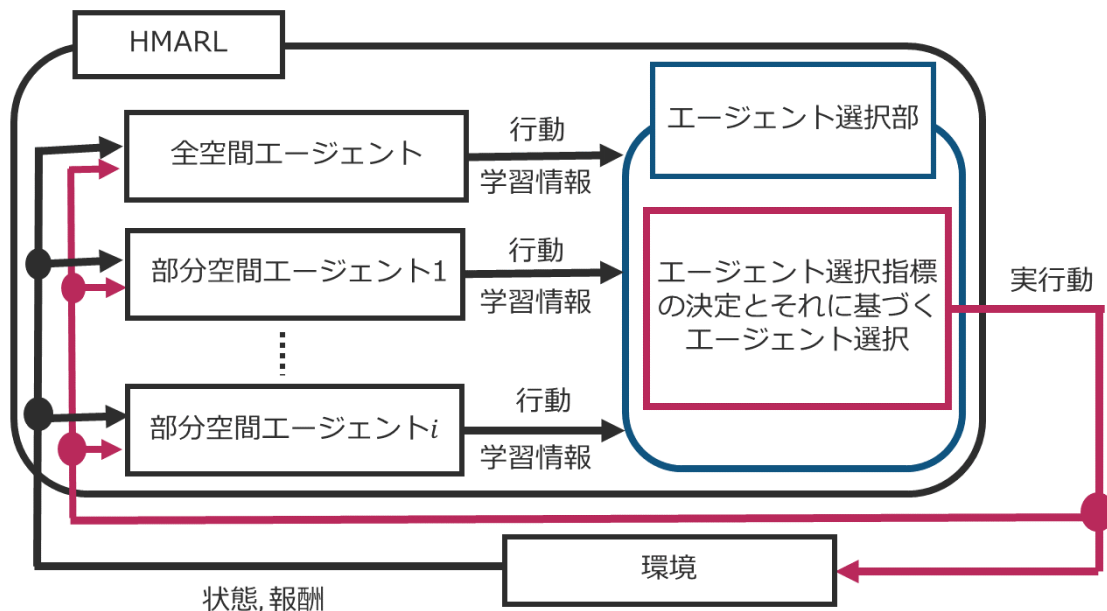 HMARL
エージェント選択部
全空間エージェント
行動
学習情報
部分空間エージェント1
行動
学習情報
エージェント選択指標
の決定とそれに基づく
エージェント選択
実行動
部分空間エージェントi
行動
学習情報
環境
状態, 報酬